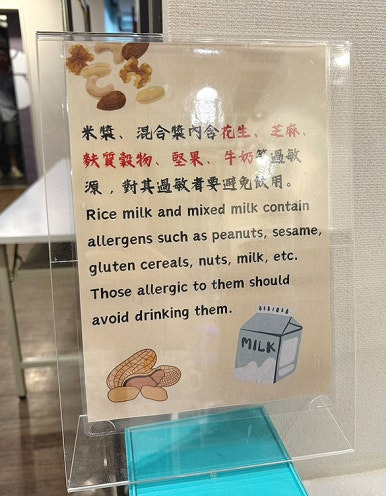 米漿、混合漿內含花生、芝麻、
麩質穀物、堅果、牛奶等過敏
源，對其過敏者要避免飲用。
Rice milk and mixed milk contain
allergens such as peanuts, sesame,
gluten cereals, nuts, milk, etc.
Those allergic to them should
avoid drinking them.
MILK